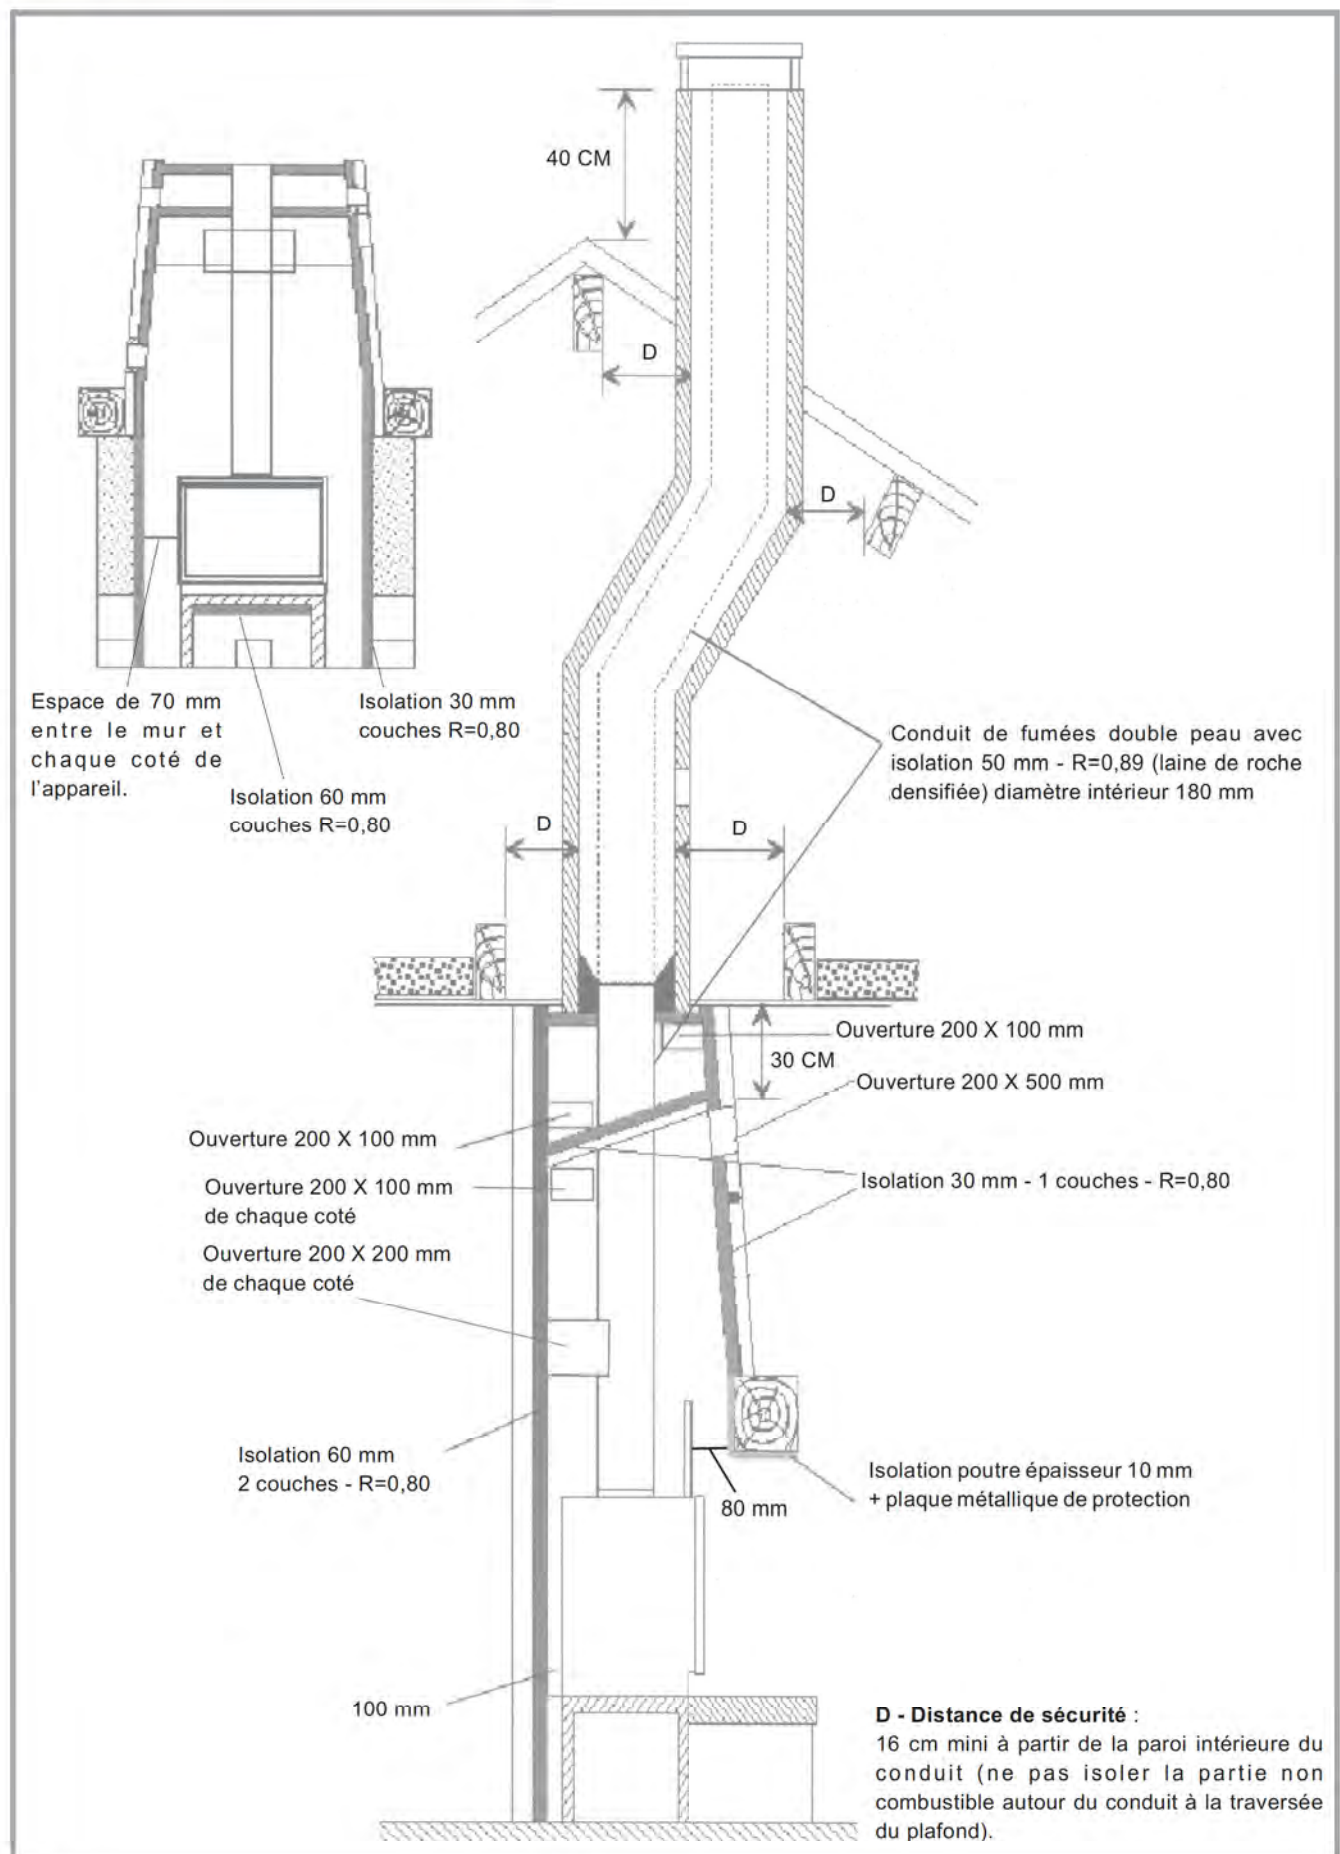 40 CM
D
D
Espace de 70 mm
entre le mur et
chaque coté de
l'appareil.
Isolation 30 mm
couches R=0,80
Isolation 60 mm
couches R=0,80
Conduit de fumées double peau avec
isolation 50 mm - R=0,89 (laine de roche
densifiée) diamètre intérieur 180 mm
D
D
Ouverture 200 X 100 mm
30 CM
Ouverture 200 X 500 mm
Ouverture 200 X 100 mm
Isolation 30 mm - 1 couches - R=0,80
Ouverture 200 X 100 mm
de chaque coté
Ouverture 200 X 200 mm
de chaque coté
Isolation 60 mm
2 couches - R=0,80
Isolation poutre épaisseur 10 mm
+ plaque métallique de protection
80 mm
100 mm
D - Distance de sécurité :
16 cm mini à partir de la paroi intérieure du
conduit (ne pas isoler la partie non
combustible autour du conduit à la traversée
du plafond).